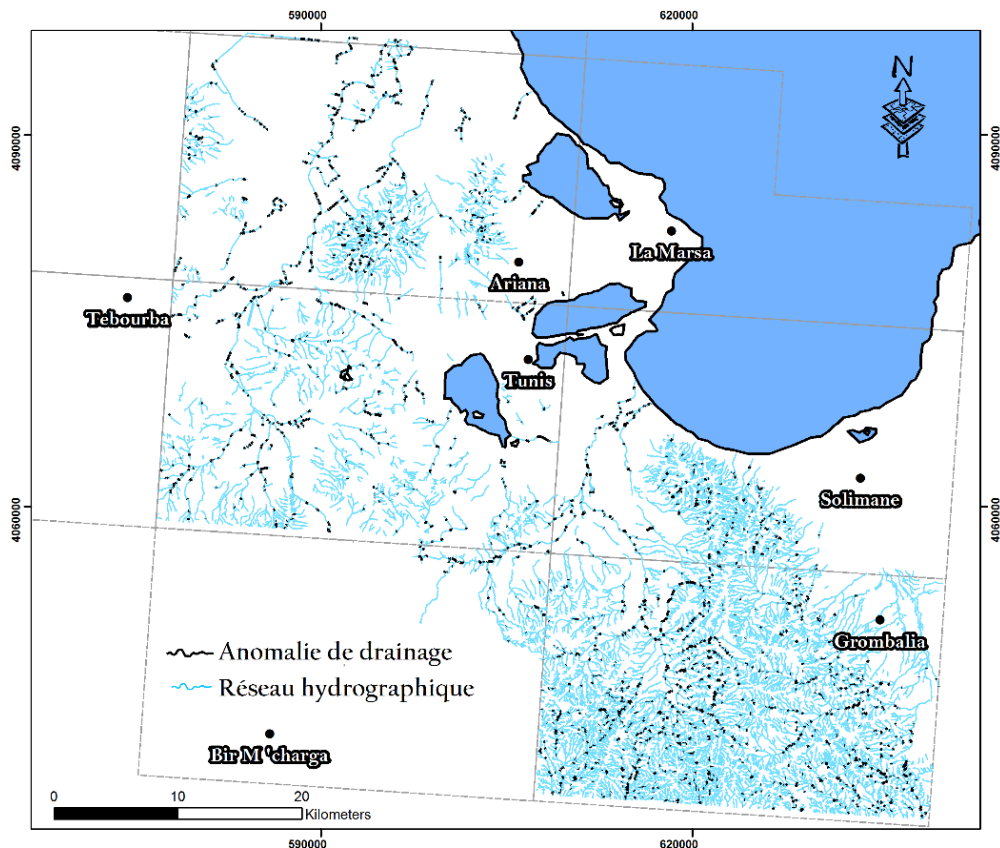 590000 620000
N
4090000 4090000
La Marsa
Ariana
Tebourba
Tunis
Solimane
4060000 4060000
Grombalia
Anomalie de drainage
Réseau hydrographique
Bir M 'charga
0 10 20
Kilometers
590000 620000